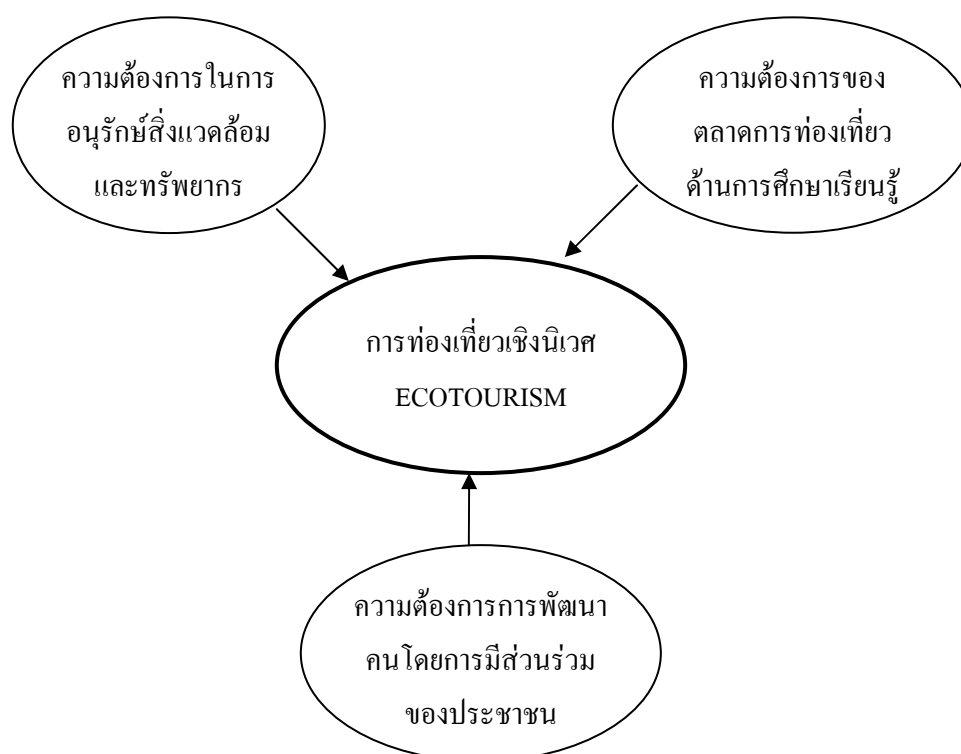 ความต้องการในการ
อนุรักษ์สิ่งแวดล้อม
และทรัพยากร
ความต้องการของ
ตลาดการท่องเที่ยว
ด้านการศึกษาเรียนรู้
การท่องเที่ยวเชิงนิเวศ
ECOTOURISM
ความต้องการการพัฒนา
คนโดยการมีส่วนร่วม
ของประชาชน